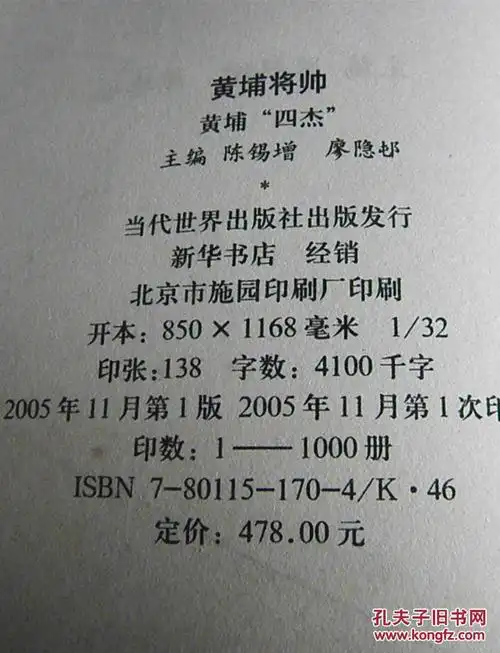 黄埔将帅
黄埔“四杰”
主编 陈锡增 廖隐邨
*
当代世界出版社出版发行
新华书店 经销
北京市施园印刷厂印刷
开本:850×1168毫米 1/32
印张:138 字数:4100千字
2005年11月第1版 2005年11月第1次印
印数:1——1000册
ISBN 7-80115-170-4/K·46
定价:478.00元
孔夫子旧书网
www.kongfz.com